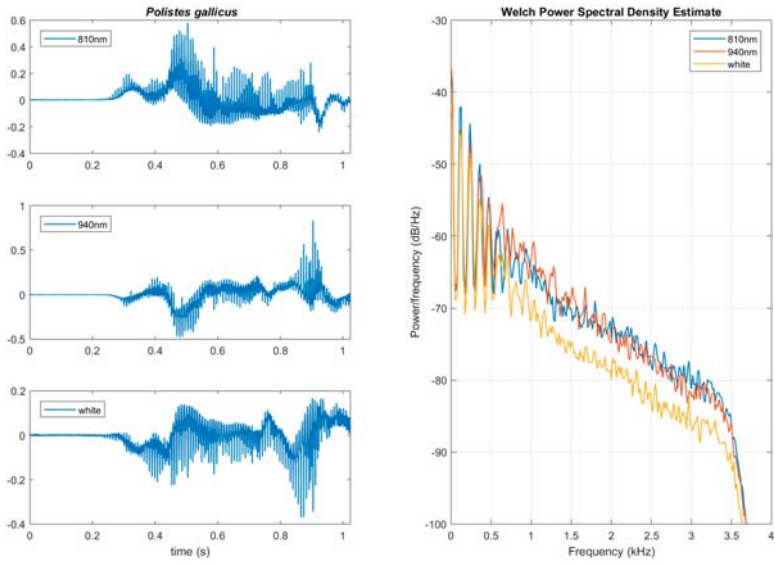 Polistes gallicus
810nm
0.6
0.4
0.2
0
-0.2
-0.4
0 0.2 0.4 0.6 0.8 1
940nm
1
0.5
0
-0.5
0 0.2 0.4 0.6 0.8 1
white
0.2
0
-0.2
-0.4
0 0.2 0.4 0.6 0.8 1
time (s)
Welch Power Spectral Density Estimate
810nm
940nm
white
Power/frequency (dB/Hz)
-30
-40
-50
-60
-70
-80
-90
-100
0 0.5 1 1.5 2 2.5 3 3.5 4
Frequency (kHz)